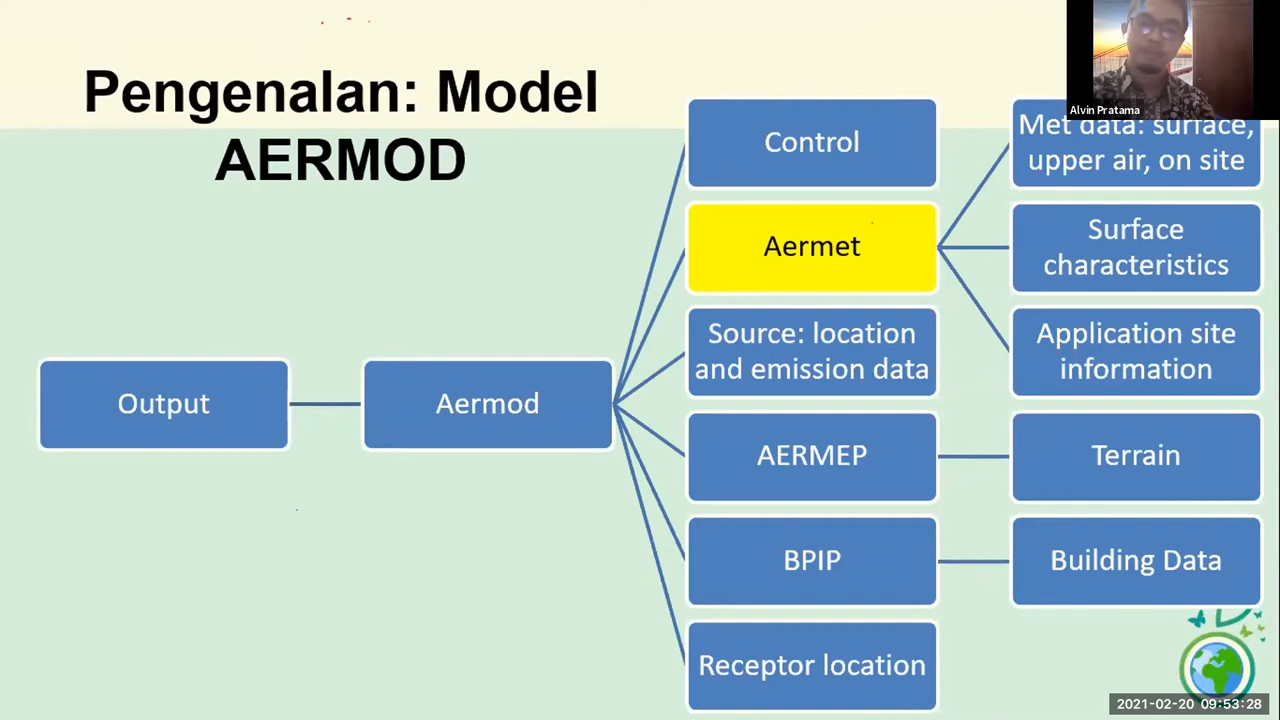 Pengenalan: Model
AERMOD
Alvin Pratama
Output
Aermod
Control
Aermet
Source: location
and emission data
AERMEP
BPIP
Receptor location
Met data: surface,
upper air, on site
Surface
characteristics
Application site
information
Terrain
Building Data
2021-02-20 09:53:28